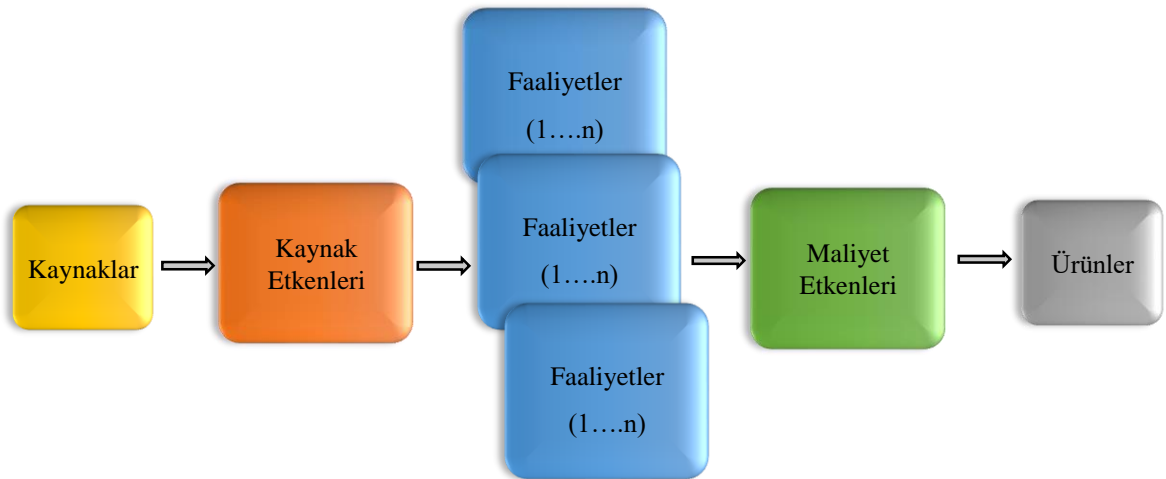 Kaynaklar
Kaynak
Etkenleri
Faaliyetler
(1….n)
Faaliyetler
(1….n)
Faaliyetler
(1….n)
Maliyet
Etkenleri
Ürünler